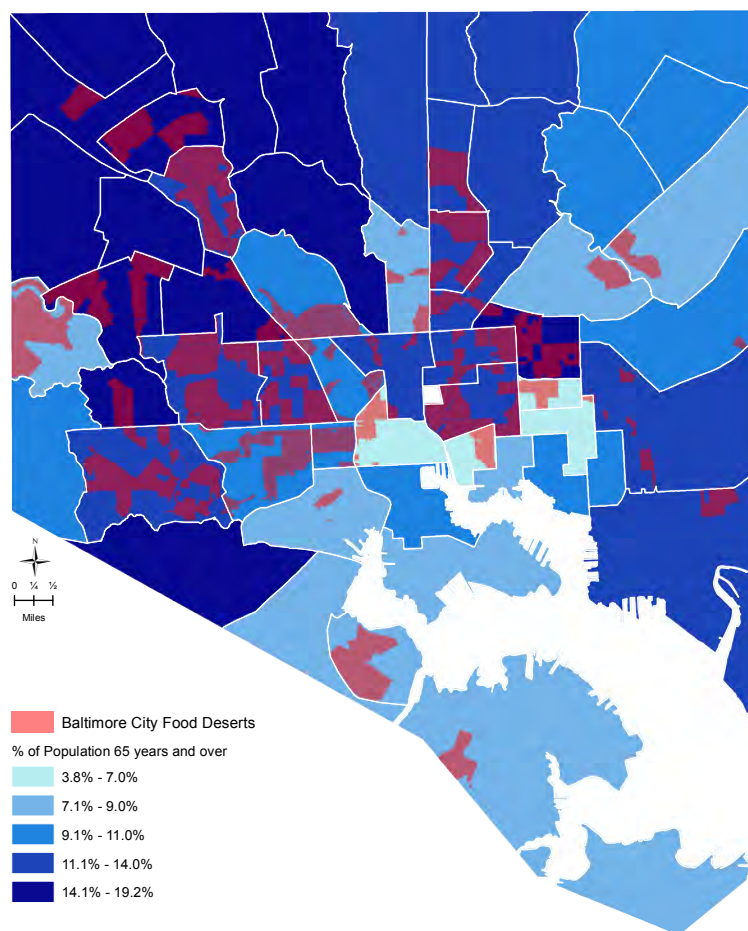 N
0 ¼ ½
Miles
Baltimore City Food Deserts
% of Population 65 years and over
3.8% - 7.0%
7.1% - 9.0%
9.1% - 11.0%
11.1% - 14.0%
14.1% - 19.2%